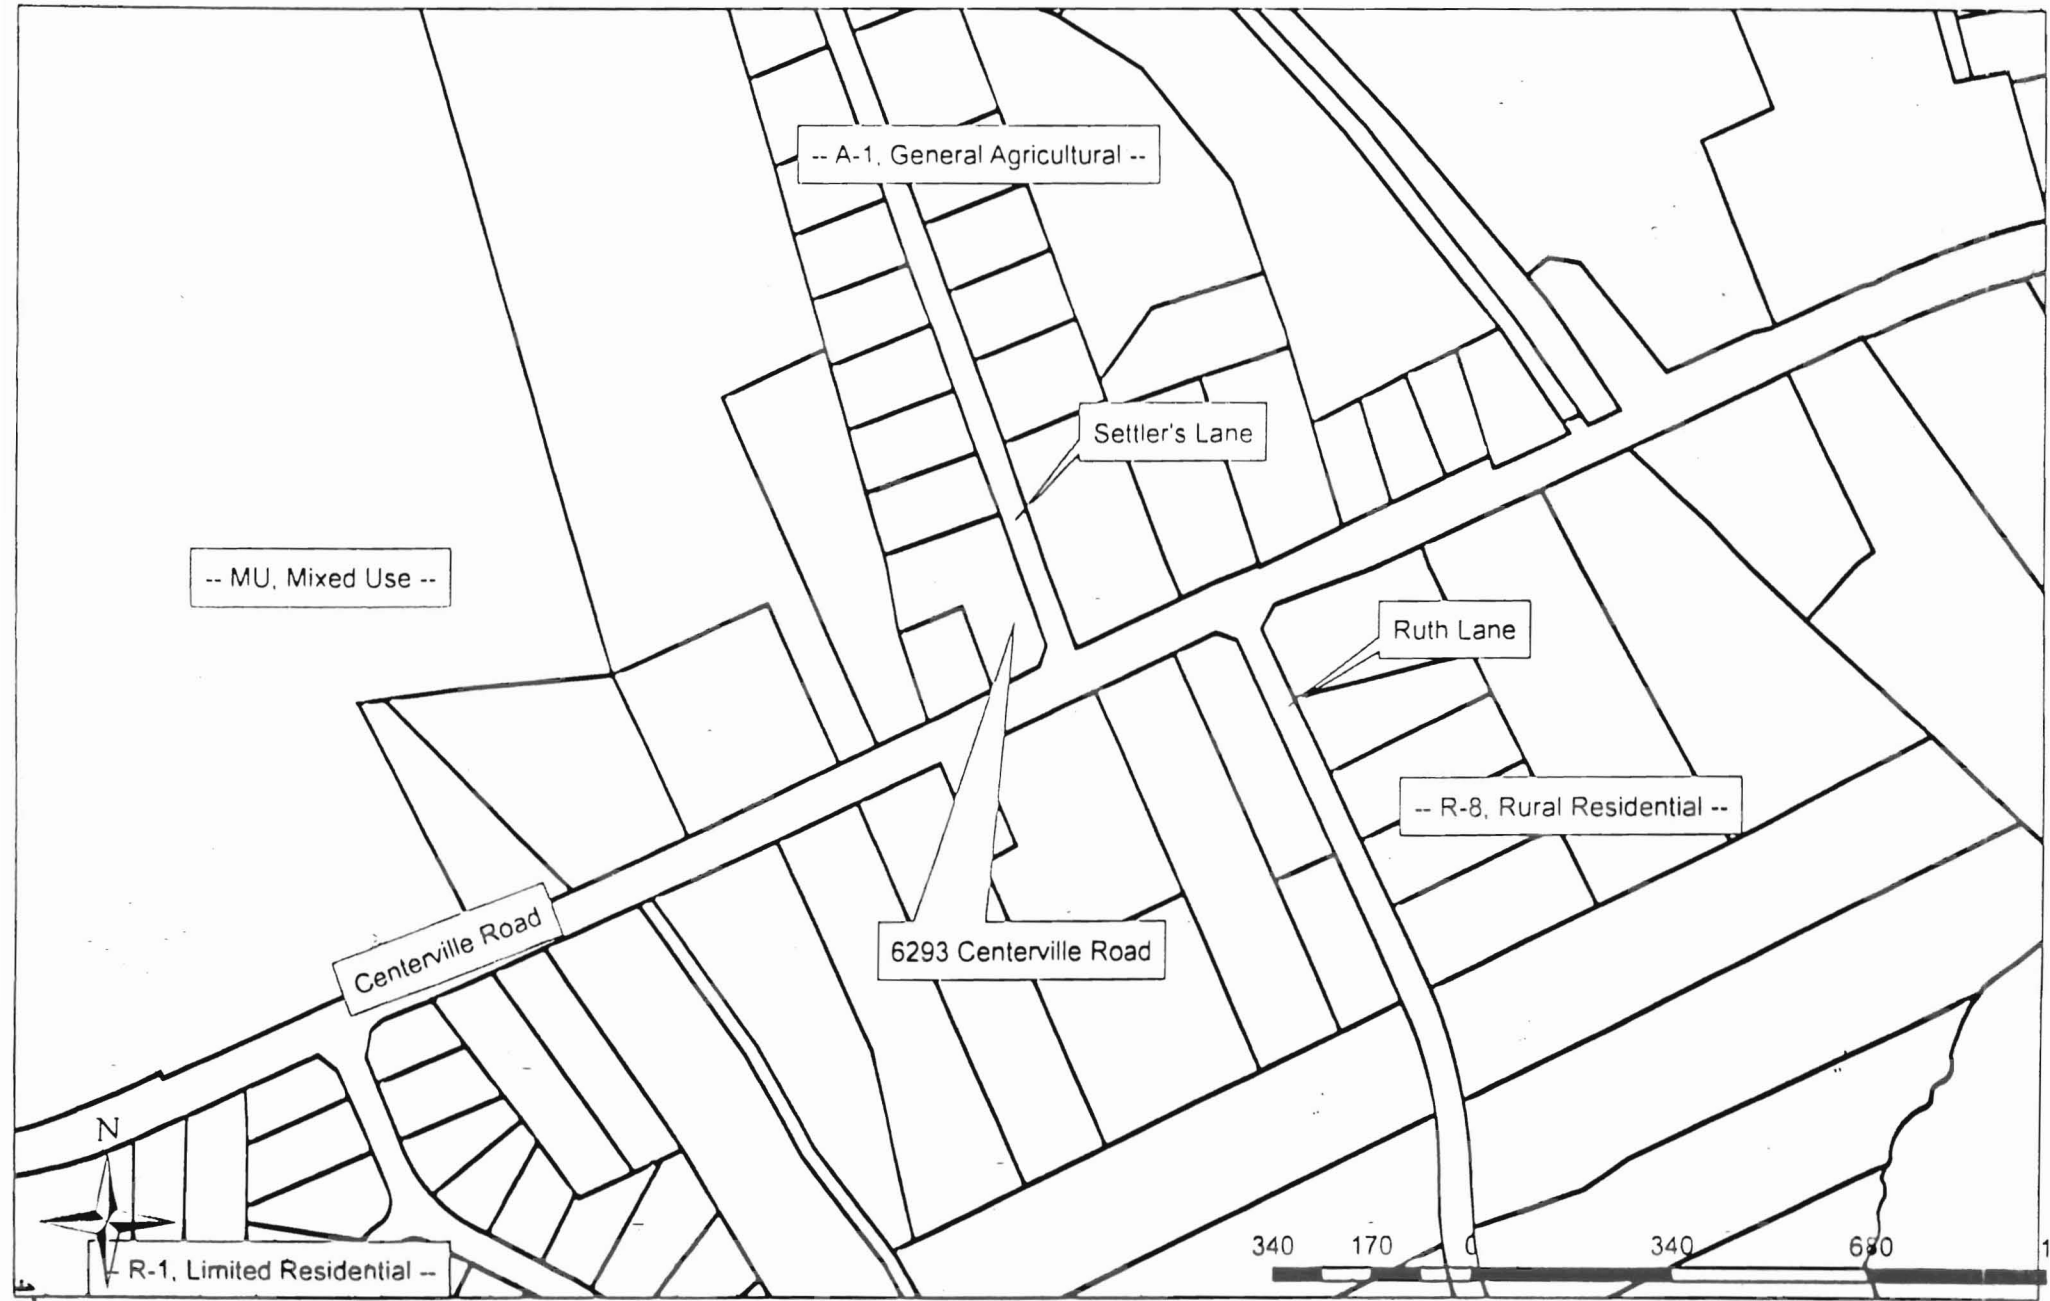 -- A-1, General Agricultural --
Settler's Lane
-- MU, Mixed Use --
Ruth Lane
-- R-8, Rural Residential --
Centerville Road
6293 Centerville Road
N
-- R-1, Limited Residential --
340 170 0 340 680 1